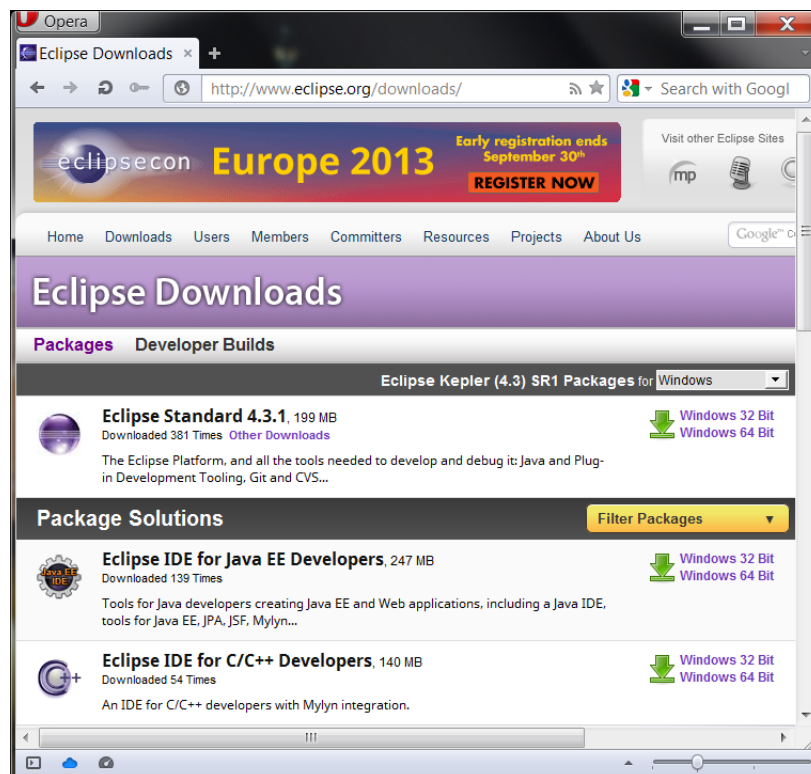 Opera
Eclipse Downloads
http://www.eclipse.org/downloads/
Search with Googl
eclipsecon Europe 2013
Early registration ends
September 30th
REGISTER NOW
Visit other Eclipse Sites
mp
Home Downloads Users Members Committers Resources Projects About Us
Google™
Eclipse Downloads
Packages Developer Builds
Eclipse Kepler (4.3) SR1 Packages for Windows
Eclipse Standard 4.3.1, 199 MB
Downloaded 381 Times Other Downloads
Windows 32 Bit
Windows 64 Bit
The Eclipse Platform, and all the tools needed to develop and debug it: Java and Plug-
in Development Tooling, Git and CVS...
Package Solutions
Filter Packages
Java EE
IDE
Eclipse IDE for Java EE Developers, 247 MB
Downloaded 139 Times
Windows 32 Bit
Windows 64 Bit
Tools for Java developers creating Java EE and Web applications, including a Java IDE,
tools for Java EE, JPA, JSF, Mylyn...
C++
Eclipse IDE for C/C++ Developers, 140 MB
Downloaded 54 Times
Windows 32 Bit
Windows 64 Bit
An IDE for C/C++ developers with Mylyn integration.